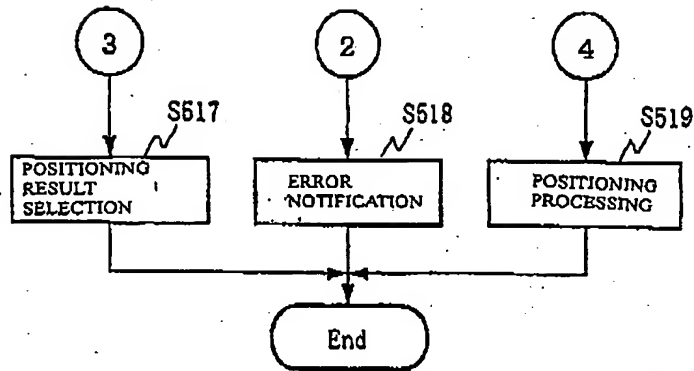 3
2
4
S517
S518
S519
POSITIONING
RESULT
SELECTION
ERROR
NOTIFICATION
POSITIONING
PROCESSING
End